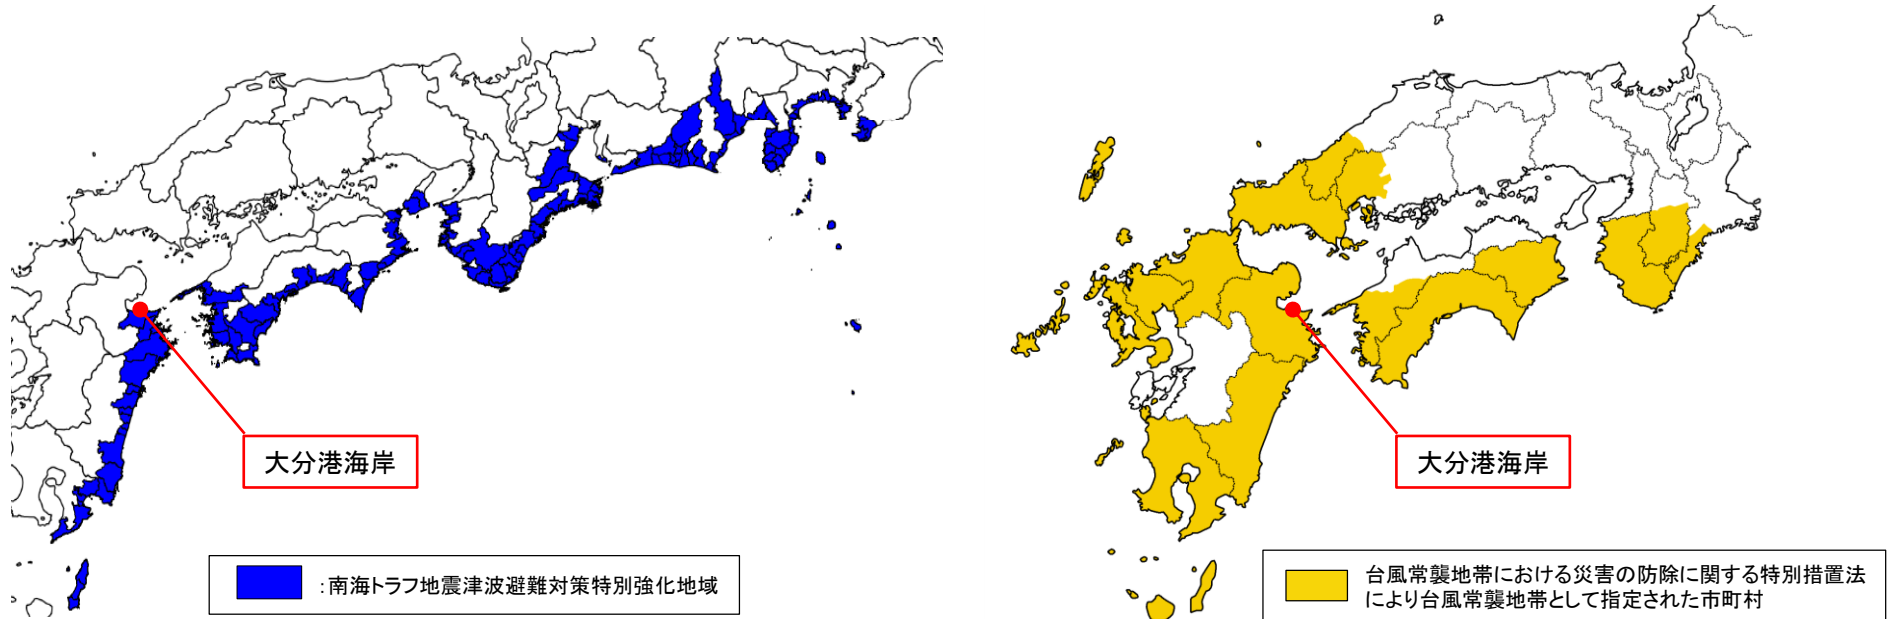 大分港海岸
:南海トラフ地震津波避難対策特別強化地域
大分港海岸
台風常襲地帯における災害の防除に関する特別措置法
により台風常襲地帯として指定された市町村